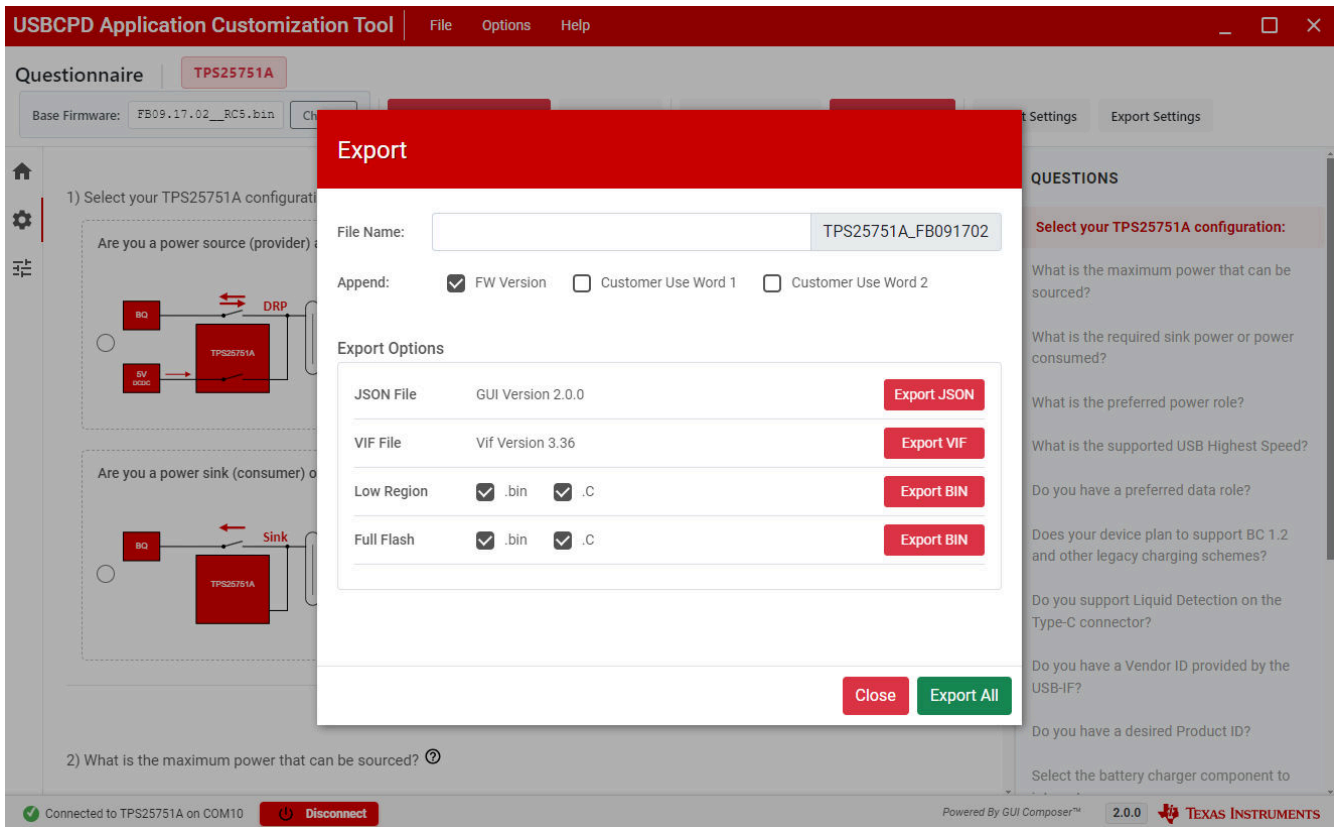 USBCPD Application Customization Tool File Options Help
Questionnaire TPS25751A
Base Firmware: FB09.17.02__RC5.bin Ch
t Settings Export Settings
Export
File Name: TPS25751A_FB091702
Append: FW Version Customer Use Word 1 Customer Use Word 2
Export Options
JSON File GUI Version 2.0.0 Export JSON
VIF File Vif Version 3.36 Export VIF
Low Region .bin .C Export BIN
Full Flash .bin .C Export BIN
Close Export All
1) Select your TPS25751A configurati
Are you a power source (provider) a
DRP
BQ
TPS25751A
5V
DCDC
Are you a power sink (consumer) o
Sink
BQ
TPS25751A
2) What is the maximum power that can be sourced?
QUESTIONS
Select your TPS25751A configuration:
What is the maximum power that can be
sourced?
What is the required sink power or power
consumed?
What is the preferred power role?
What is the supported USB Highest Speed?
Do you have a preferred data role?
Does your device plan to support BC 1.2
and other legacy charging schemes?
Do you support Liquid Detection on the
Type-C connector?
Do you have a Vendor ID provided by the
USB-IF?
Do you have a desired Product ID?
Select the battery charger component to
Connected to TPS25751A on COM10 Disconnect
Powered By GUI Composer™ 2.0.0 TEXAS INSTRUMENTS